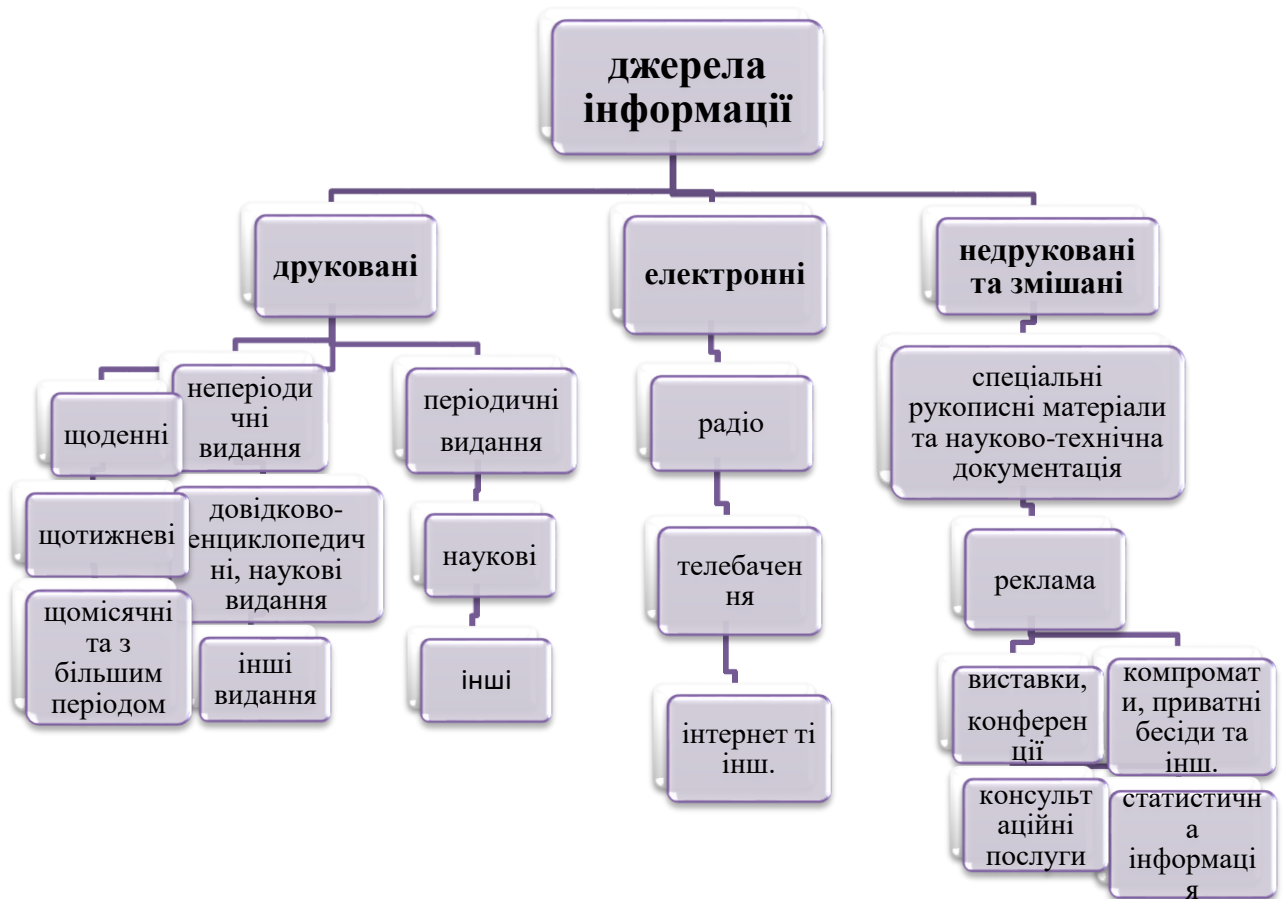 джерела
інформації
друковані
електронні
недруковані
та змішані
щоденні
щотижневі
щомісячні
та з
більшим
періодом
неперіоди
чні
видання
довідково-
енциклопедич
ні, наукові
видання
інші
видання
періодичні
видання
наукові
інші
радіо
телебачен
ня
інтернет ті
інш.
спеціальні
рукописні матеріали
та науково-технічна
документація
реклама
виставки,
конферен
ції
компромат
и, приватні
бесіди та
інш.
консульт
аційні
послуги
статистичн
а
інформаці
я